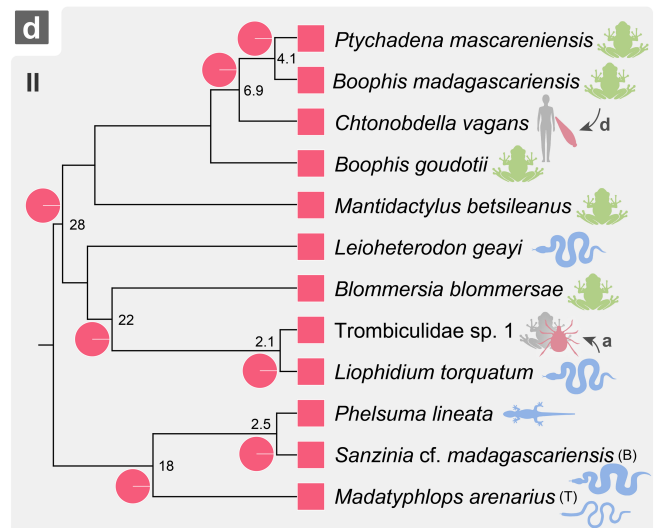 d
II
Ptychadena mascareniensis
4.1
Boophis madagascariensis
6.9
Chtonobdella vagans
d
Boophis goudotii
Mantidactylus betsileanus
28
Leioheterodon geayi
Blommersia blommersae
22
Trombiculidae sp. 1
a
2.1
Liophidium torquatum
Phelsuma lineata
2.5
Sanzinia cf. madagascariensis (B)
18
Madatyphlops arenarius (T)